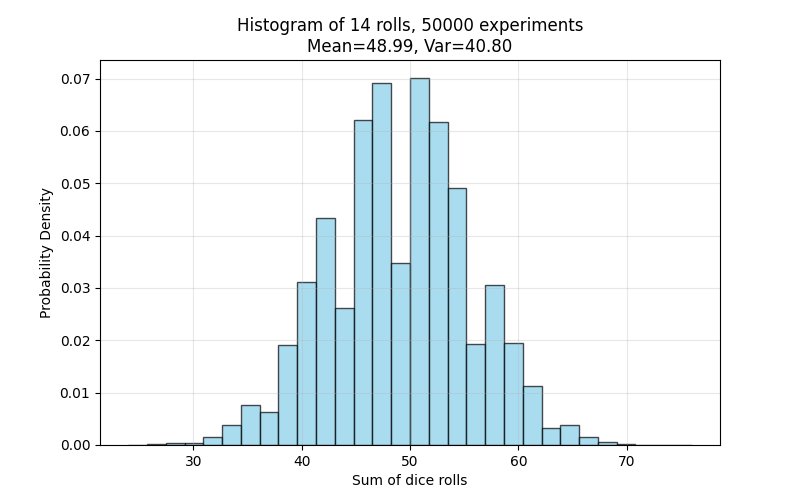 Histogram of 14 rolls, 50000 experiments
Mean=48.99, Var=40.80
0.07
0.06
0.05
0.04
0.03
0.02
0.01
0.00
Probability Density
30 40 50 60 70
Sum of dice rolls